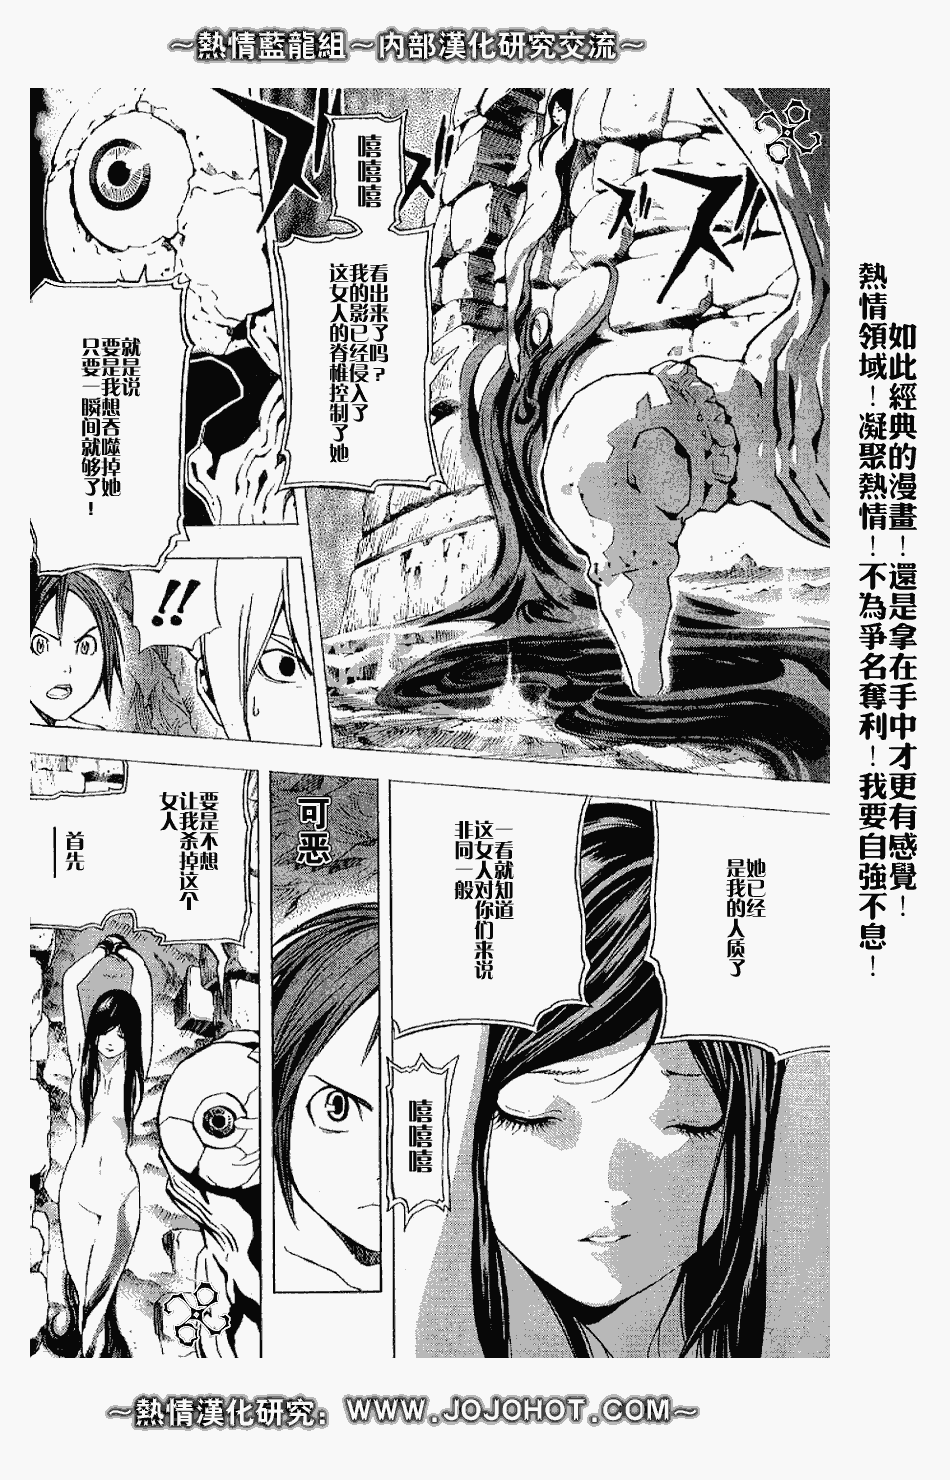 ～熱情藍龍組～內部漢化研究交流～
如此經典的漫畫！還是拿在手中才更有感覺！
熱情領域！凝聚熱情！不為爭名奪利！我要自強不息！
嘻嘻嘻
看出来了吗？
我的影已经侵入了
这女人的脊椎控制了她
就是说
要是我想吞噬掉她
只要一瞬间就够了！
!!
她已经
是我的人质了
一看就知道
这女人对你们来说
非同一般
嘻嘻嘻
可恶
要是不想
让我杀掉这个
女人
首先
——
～熱情漢化研究：WWW.JOJOHOT.COM～